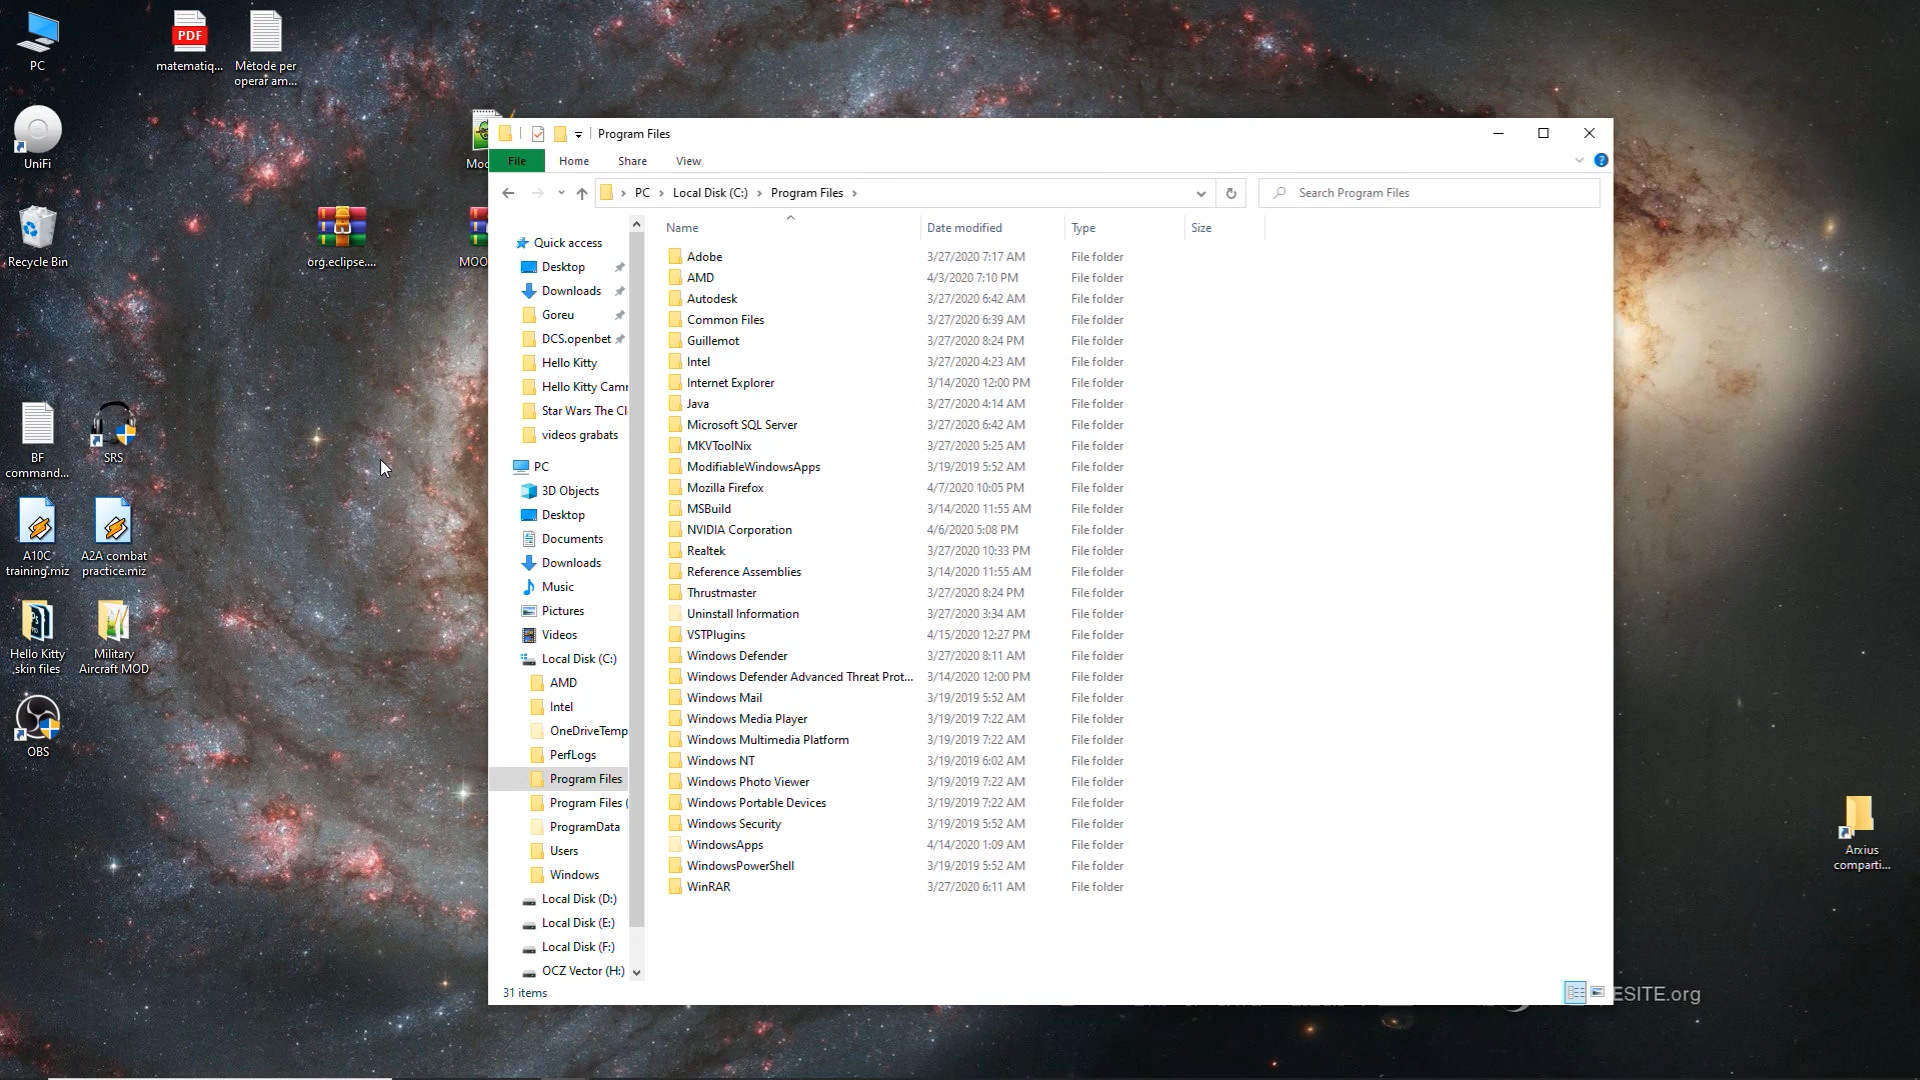 PC
matematiq...
Mètode per
operar am...
UniFi
Recycle Bin
org.eclipse....
BF
command...
SRS
A10C
training.miz
A2A combat
practice.miz
Hello Kitty
skin files
Military
Aircraft MOD
OBS
Arxius
comparti...
PDF
Program Files
File
Home
Share
View
PC
Local Disk (C:)
Program Files
Search Program Files
Quick access
Desktop
Downloads
Goreu
DCS.openbet
Hello Kitty
Star Wars The Cl
videos grabats
PC
3D Objects
Desktop
Documents
Downloads
Music
Pictures
Videos
Local Disk (C:)
AMD
Intel
OneDriveTemp
PerfLogs
Program Files
Program Files (
ProgramData
Users
Windows
Local Disk (D:)
Local Disk (E:)
Local Disk (F:)
OCZ Vector (H:)
Name Date modified Type Size
Adobe 3/27/2020 7:17 AM File folder
AMD 4/3/2020 7:10 PM File folder
Autodesk 3/27/2020 6:42 AM File folder
Common Files 3/27/2020 6:39 AM File folder
Guillemot 3/27/2020 8:24 PM File folder
Intel 3/27/2020 4:23 AM File folder
Internet Explorer 3/14/2020 12:00 PM File folder
Java 3/27/2020 4:14 AM File folder
Microsoft SQL Server 3/27/2020 6:42 AM File folder
MKVToolNix 3/27/2020 5:25 AM File folder
ModifiableWindowsApps 3/19/2019 5:52 AM File folder
Mozilla Firefox 4/7/2020 10:05 PM File folder
MSBuild 3/14/2020 11:55 AM File folder
NVIDIA Corporation 4/6/2020 5:08 PM File folder
Realtek 3/27/2020 10:33 PM File folder
Reference Assemblies 3/14/2020 11:55 AM File folder
Thrustmaster 3/27/2020 8:24 PM File folder
Uninstall Information 3/27/2020 3:34 AM File folder
VSTPlugins 4/15/2020 12:27 PM File folder
Windows Defender 3/27/2020 8:11 AM File folder
Windows Defender Advanced Threat Prot... 3/14/2020 12:00 PM File folder
Windows Mail 3/19/2019 5:52 AM File folder
Windows Media Player 3/19/2019 7:22 AM File folder
Windows Multimedia Platform 3/19/2019 7:22 AM File folder
Windows NT 3/19/2019 6:02 AM File folder
Windows Photo Viewer 3/19/2019 7:22 AM File folder
Windows Portable Devices 3/19/2019 7:22 AM File folder
Windows Security 3/19/2019 5:52 AM File folder
WindowsApps 4/14/2020 1:09 AM File folder
WindowsPowerShell 3/19/2019 5:52 AM File folder
WinRAR 3/27/2020 6:11 AM File folder
31 items
ESITE.org